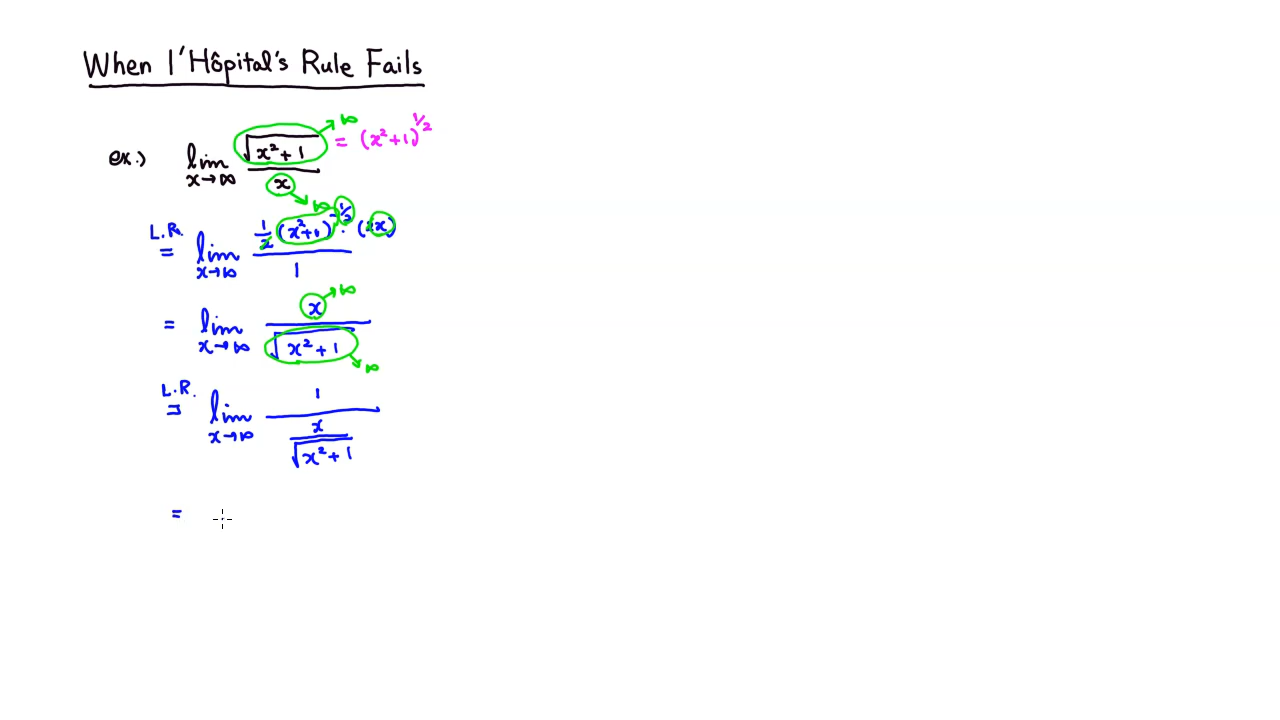 When l'Hôpital's Rule Fails
ex.) lim x→∞ √(x² + 1) / x = (x² + 1)^1/2
→ ∞
→ ∞
L.R. = lim x→∞ 1/2 (x² + 1)^-1/2 · (2x) / 1
= lim x→∞ x / √(x² + 1)
→ ∞
→ ∞
L.R. = lim x→∞ 1 / (x / √(x² + 1))
=